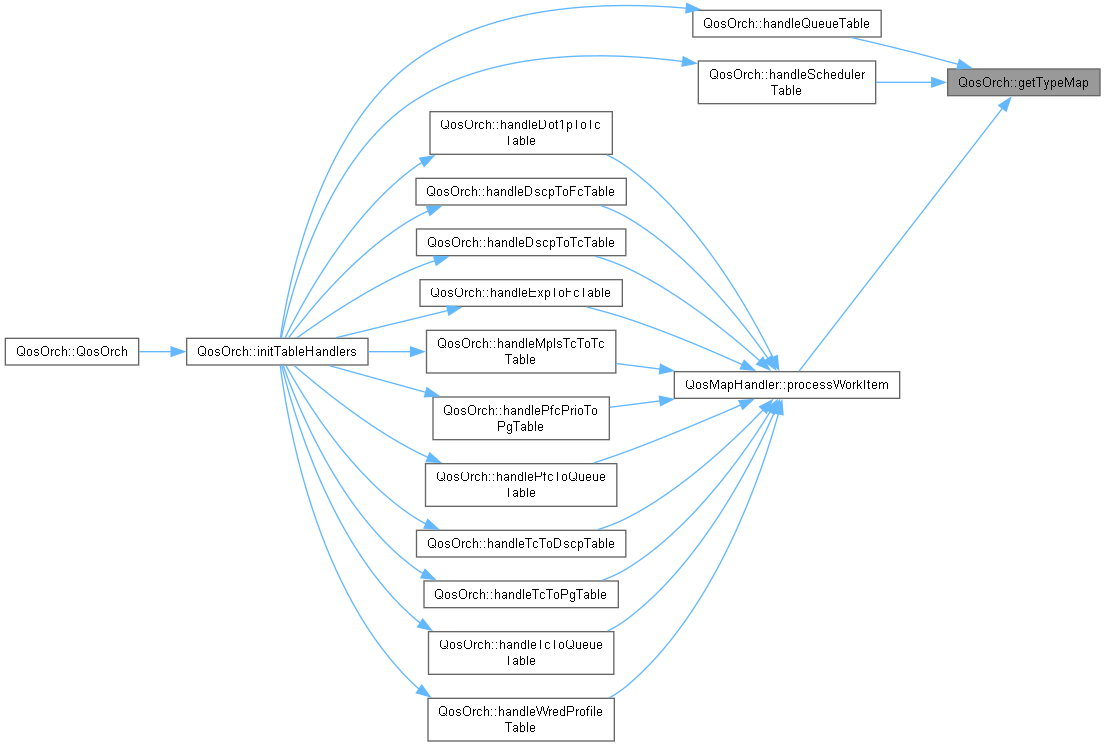 QosOrch::handleQueueTable
QosOrch::handleScheduler
Table
QosOrch::getTypeMap
QosOrch::handleDot1pToTc
Table
QosOrch::handleDscpToFcTable
QosOrch::handleDscpToTcTable
QosOrch::handleExpToFcTable
QosOrch::QosOrch
QosOrch::initTableHandlers
QosOrch::handleMplsTcToTc
Table
QosMapHandler::processWorkItem
QosOrch::handlePfcPrioTo
PgTable
QosOrch::handlePfcToQueue
Table
QosOrch::handleTcToDscpTable
QosOrch::handleTcToPgTable
QosOrch::handleTcToQueue
Table
QosOrch::handleWredProfile
Table